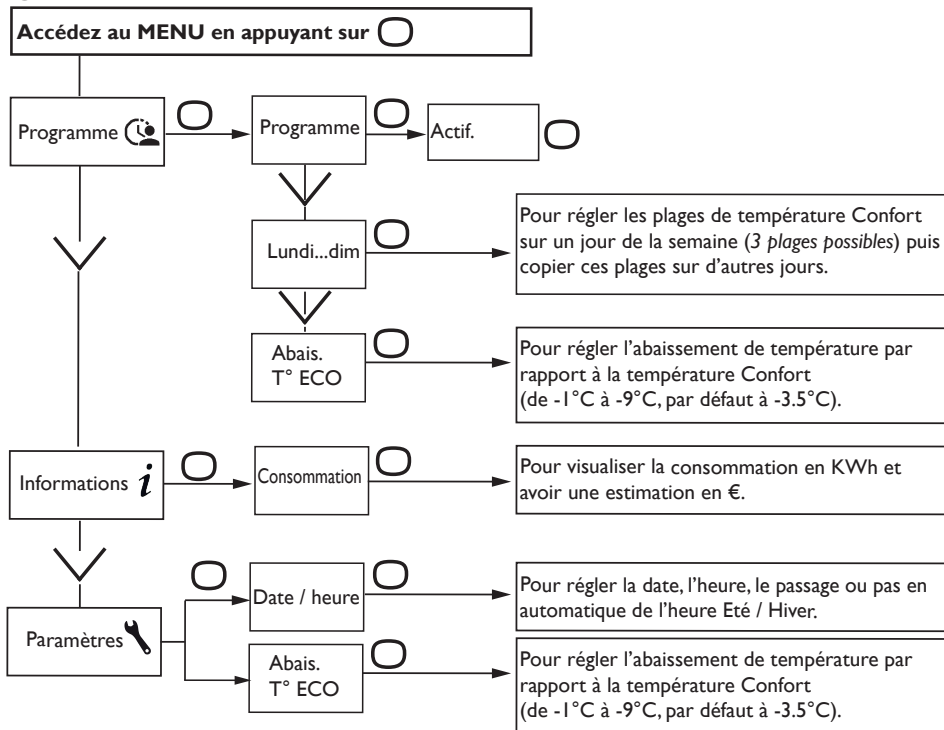 Accédez au MENU en appuyant sur
Programme
Programme
Actif.
Lundi...dim
Pour régler les plages de température Confort
sur un jour de la semaine (3 plages possibles) puis
copier ces plages sur d'autres jours.
Abais.
T° ECO
Pour régler l'abaissement de température par
rapport à la température Confort
(de -1°C à -9°C, par défaut à -3.5°C).
Informations i
Consommation
Pour visualiser la consommation en KWh et
avoir une estimation en €.
Paramètres
Date / heure
Pour régler la date, l'heure, le passage ou pas en
automatique de l'heure Eté / Hiver.
Abais.
T° ECO
Pour régler l'abaissement de température par
rapport à la température Confort
(de -1°C à -9°C, par défaut à -3.5°C).